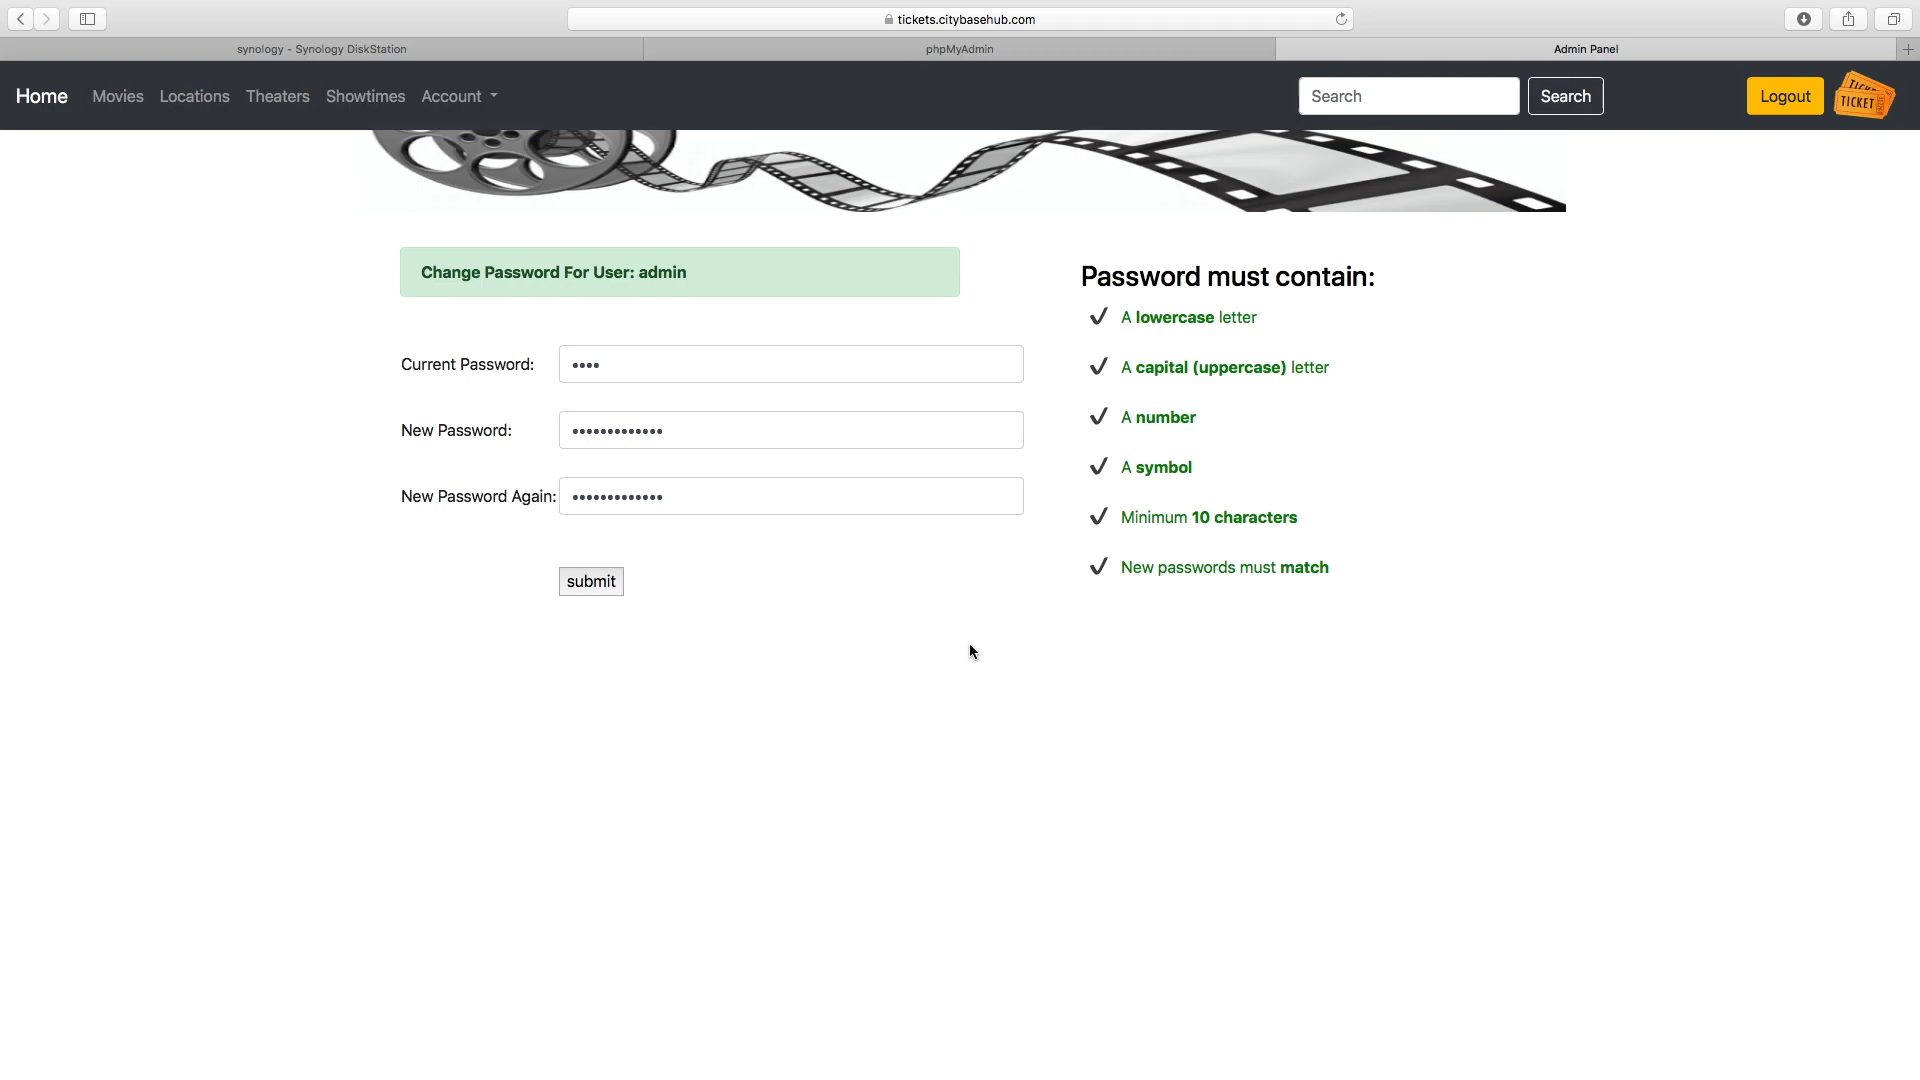 tickets.citybasehub.com
synology - Synology DiskStation
phpMyAdmin
Admin Panel
Home
Movies
Locations
Theaters
Showtimes
Account
Search
Search
Logout
TICKET
Change Password For User: admin
Password must contain:
A lowercase letter
Current Password:
••••
A capital (uppercase) letter
A number
New Password:
•••••••••••••
A symbol
New Password Again:
•••••••••••••
Minimum 10 characters
New passwords must match
submit